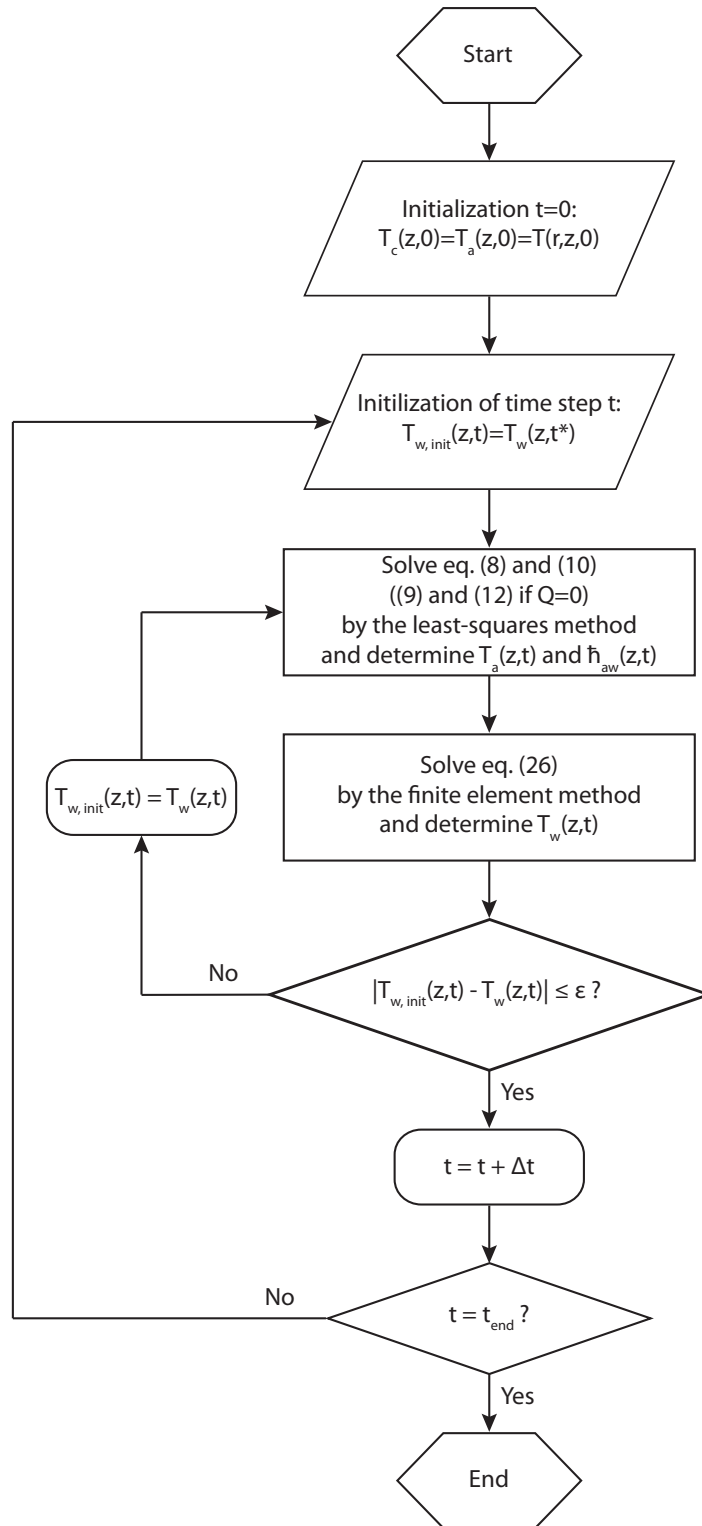 Start
Initialization t=0:
T_c(z,0)=T_a(z,0)=T(r,z,0)
Initilization of time step t:
T_w, init(z,t)=T_w(z,t*)
Solve eq. (8) and (10)
((9) and (12) if Q=0)
by the least-squares method
and determine T_a(z,t) and ħ_aw(z,t)
T_w, init(z,t) = T_w(z,t)
Solve eq. (26)
by the finite element method
and determine T_w(z,t)
No
|T_w, init(z,t) - T_w(z,t)| ≤ ε ?
Yes
t = t + Δt
No
t = t_end ?
Yes
End